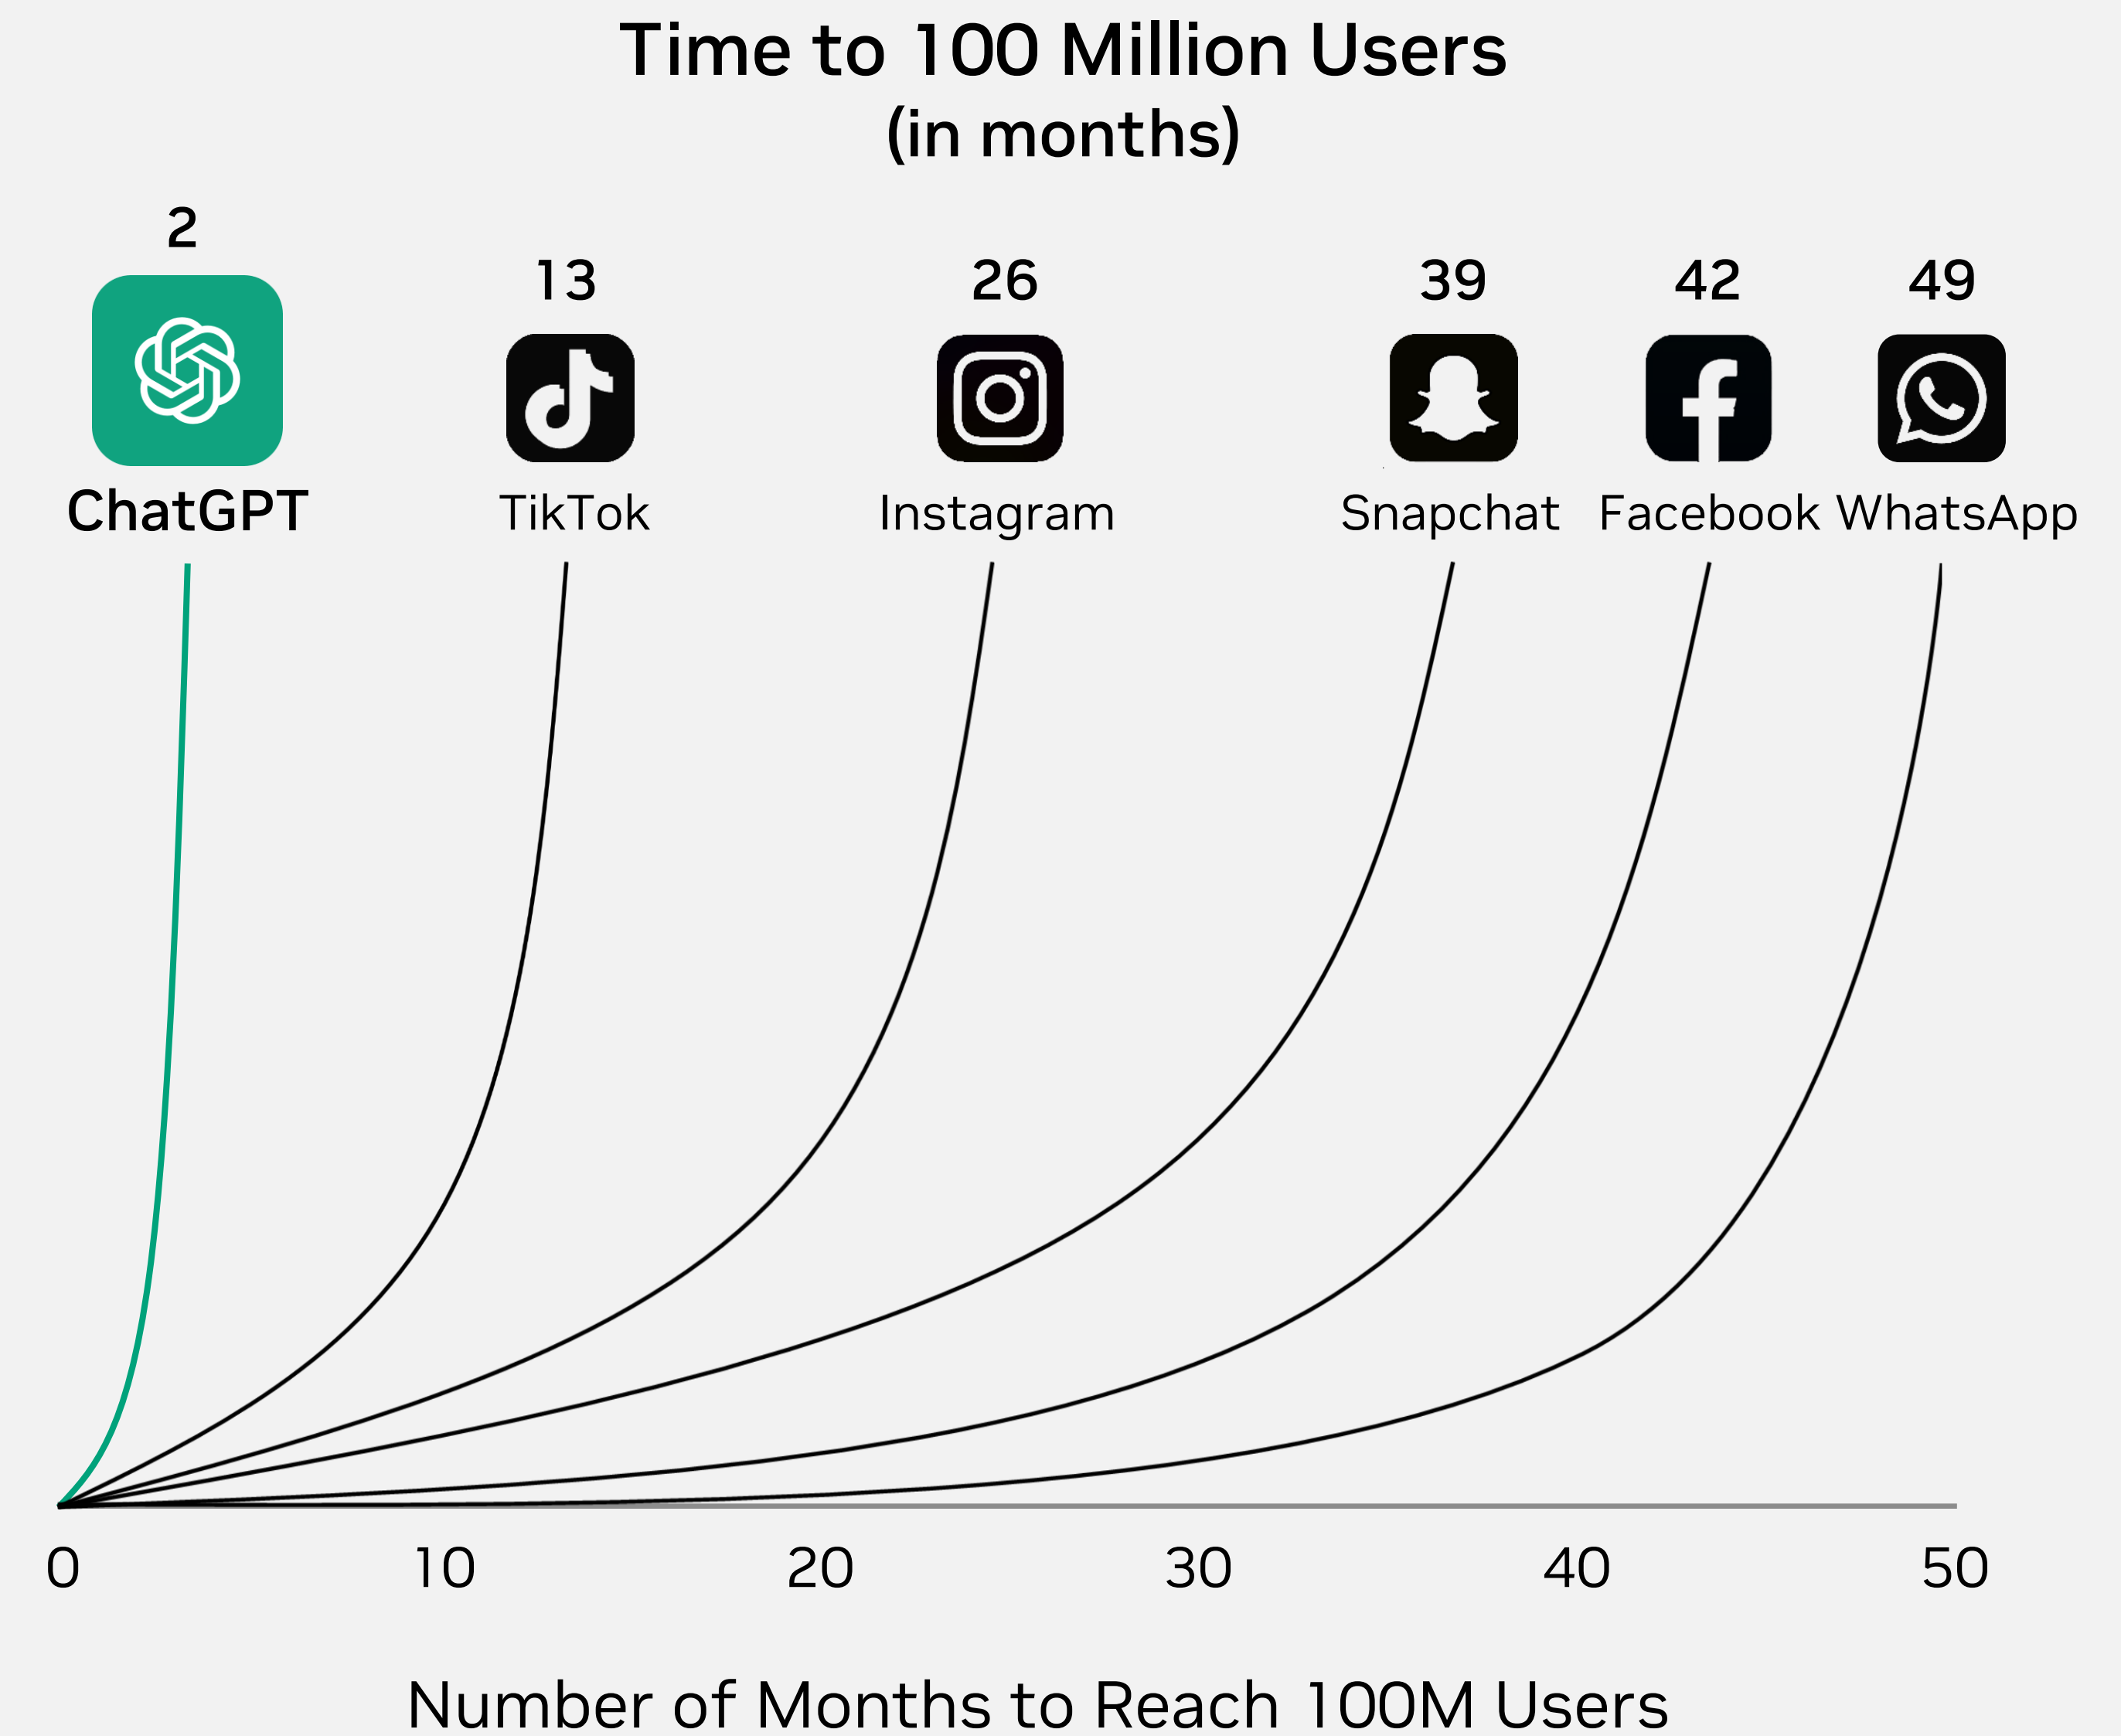 Time to 100 Million Users
(in months)
2
13
26
39
42
49
ChatGPT
TikTok
Instagram
Snapchat
Facebook
WhatsApp
0
10
20
30
40
50
Number of Months to Reach 100M Users